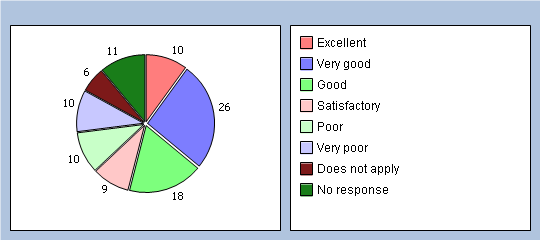 11
10
6
26
10
10
9
18
Excellent
Very good
Good
Satisfactory
Poor
Very poor
Does not apply
No response